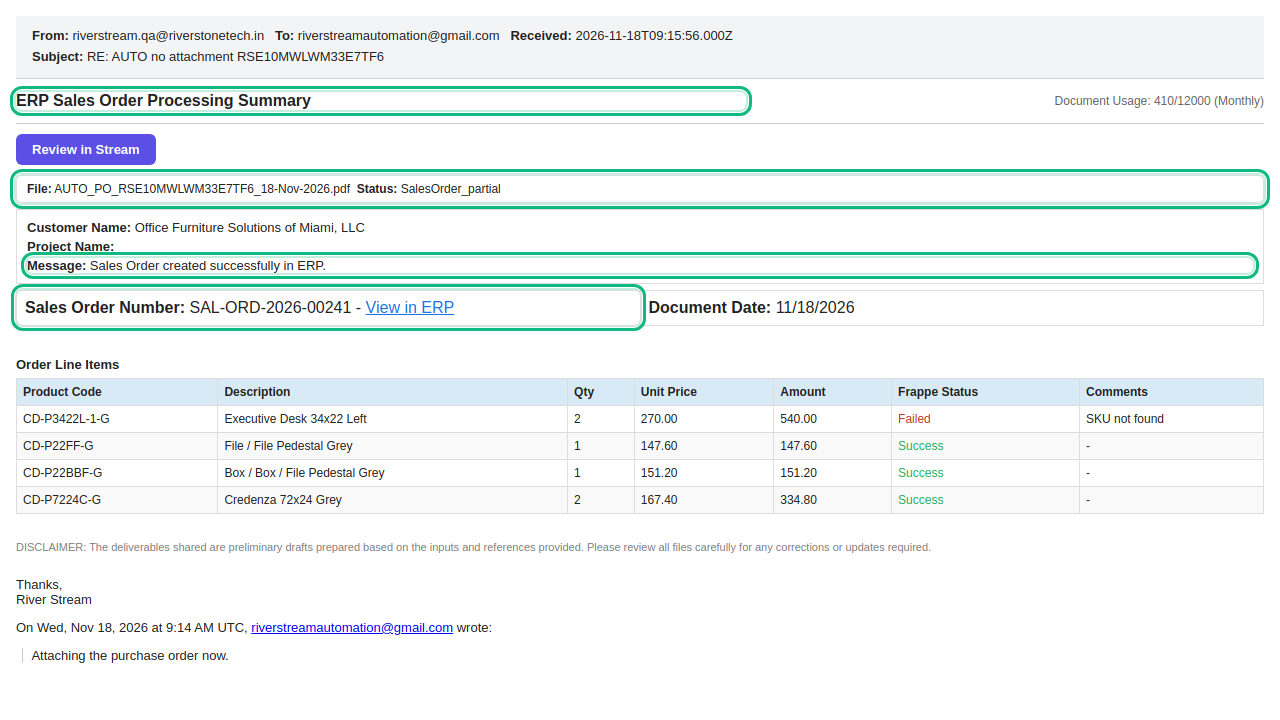 From: riverstream.qa@riverstonetech.in To: riverstreamautomation@gmail.com Received: 2026-11-18T09:15:56.000Z
Subject: RE: AUTO no attachment RSE10MWLWM33E7TF6
ERP Sales Order Processing Summary
Document Usage: 410/12000 (Monthly)
Review in Stream
File: AUTO_PO_RSE10MWLWM33E7TF6_18-Nov-2026.pdf Status: SalesOrder_partial
Customer Name: Office Furniture Solutions of Miami, LLC
Project Name:
Message: Sales Order created successfully in ERP.
Sales Order Number: SAL-ORD-2026-00241 - View in ERP Document Date: 11/18/2026
Order Line Items
Product Code Description Qty Unit Price Amount Frappe Status Comments
CD-P3422L-1-G Executive Desk 34x22 Left 2 270.00 540.00 Failed SKU not found
CD-P22FF-G File / File Pedestal Grey 1 147.60 147.60 Success -
CD-P22BBF-G Box / Box / File Pedestal Grey 1 151.20 151.20 Success -
CD-P7224C-G Credenza 72x24 Grey 2 167.40 334.80 Success -
DISCLAIMER: The deliverables shared are preliminary drafts prepared based on the inputs and references provided. Please review all files carefully for any corrections or updates required.
Thanks,
River Stream
On Wed, Nov 18, 2026 at 9:14 AM UTC, riverstreamautomation@gmail.com wrote:
Attaching the purchase order now.